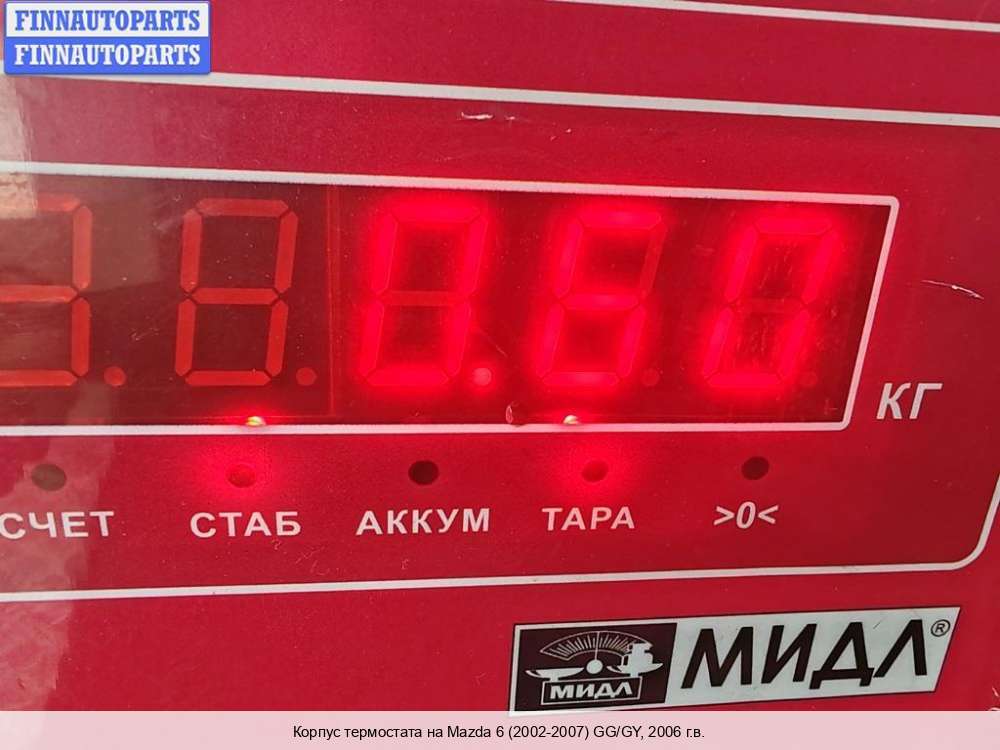 FINNAUTOPARTS
FINNAUTOPARTS
0.60
КГ
СЧЕТ СТАБ АККУМ ТАРА >0<
МИДЛ МИДЛ®
Корпус термостата на Mazda 6 (2002-2007) GG/GY, 2006 г.в.